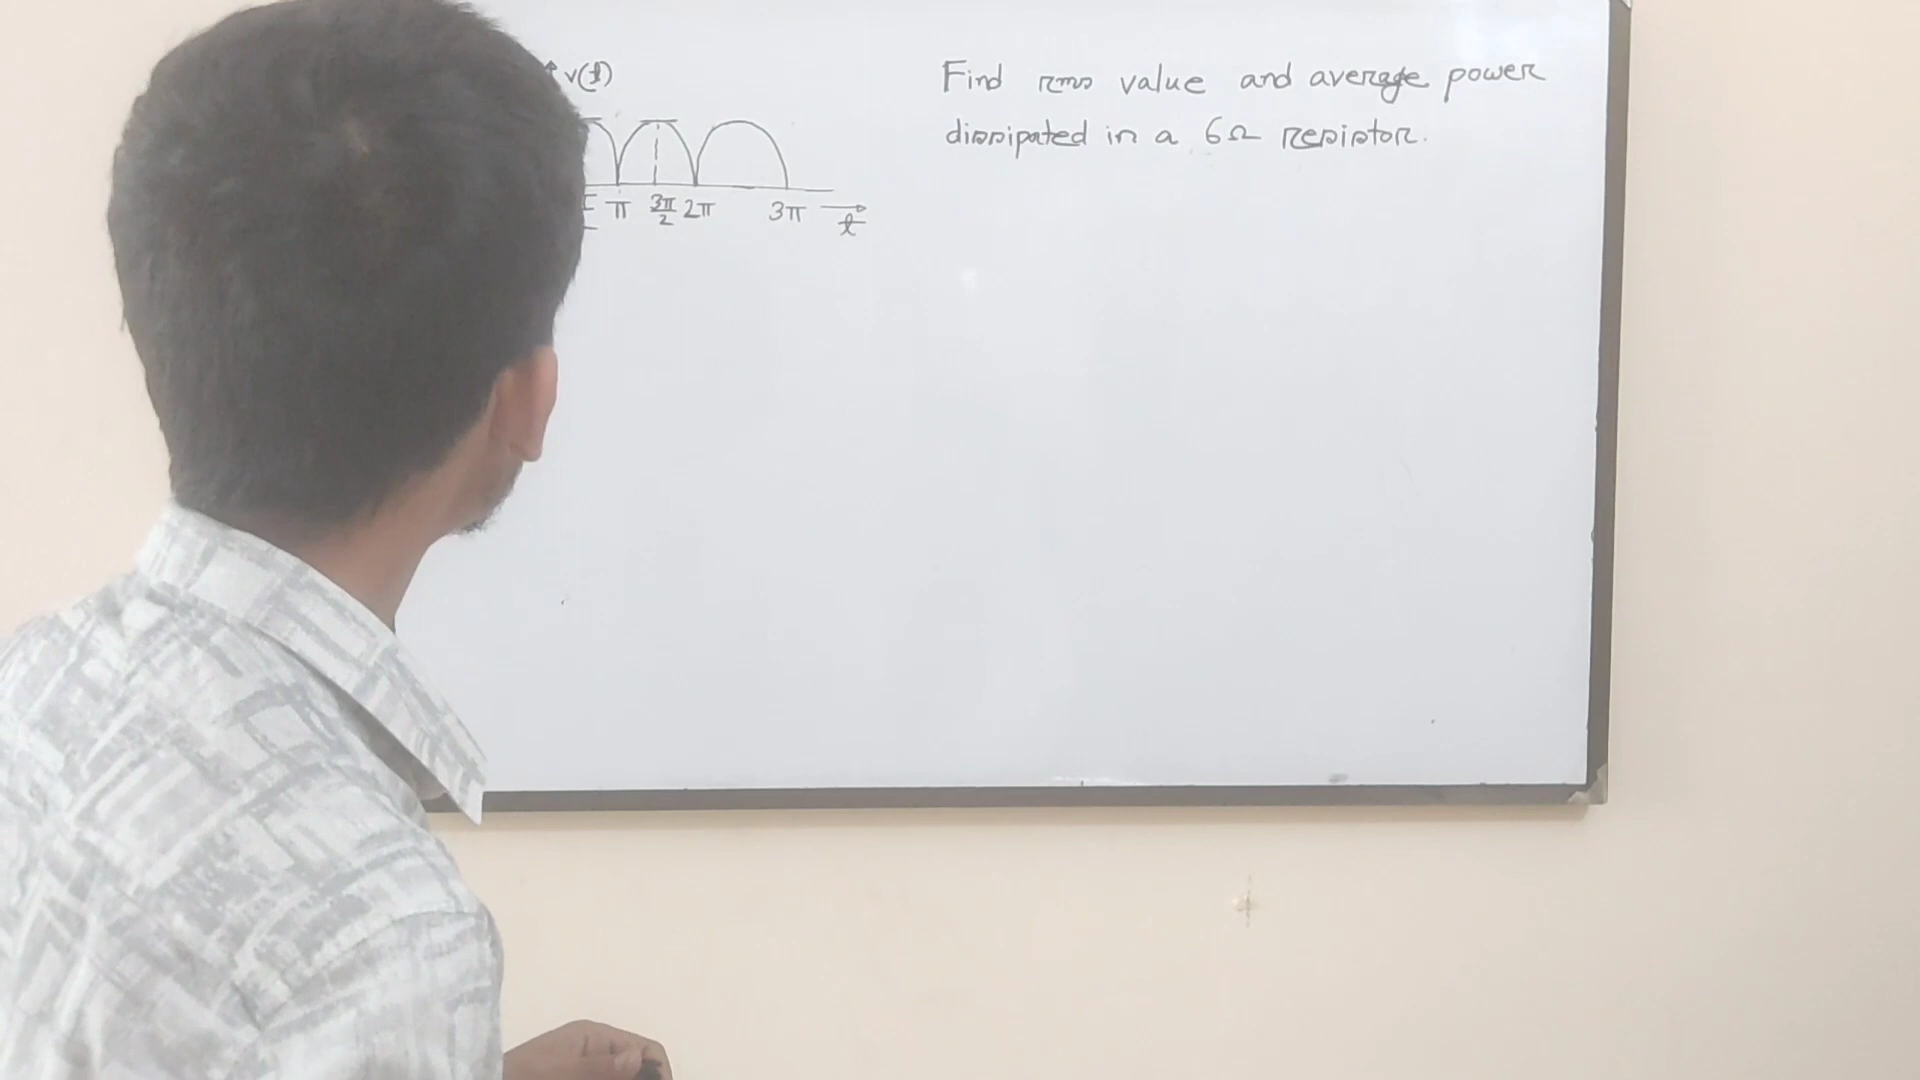 v(t)
π 3π/2 2π 3π t
Find rms value and average power
dissipated in a 6Ω resistor.